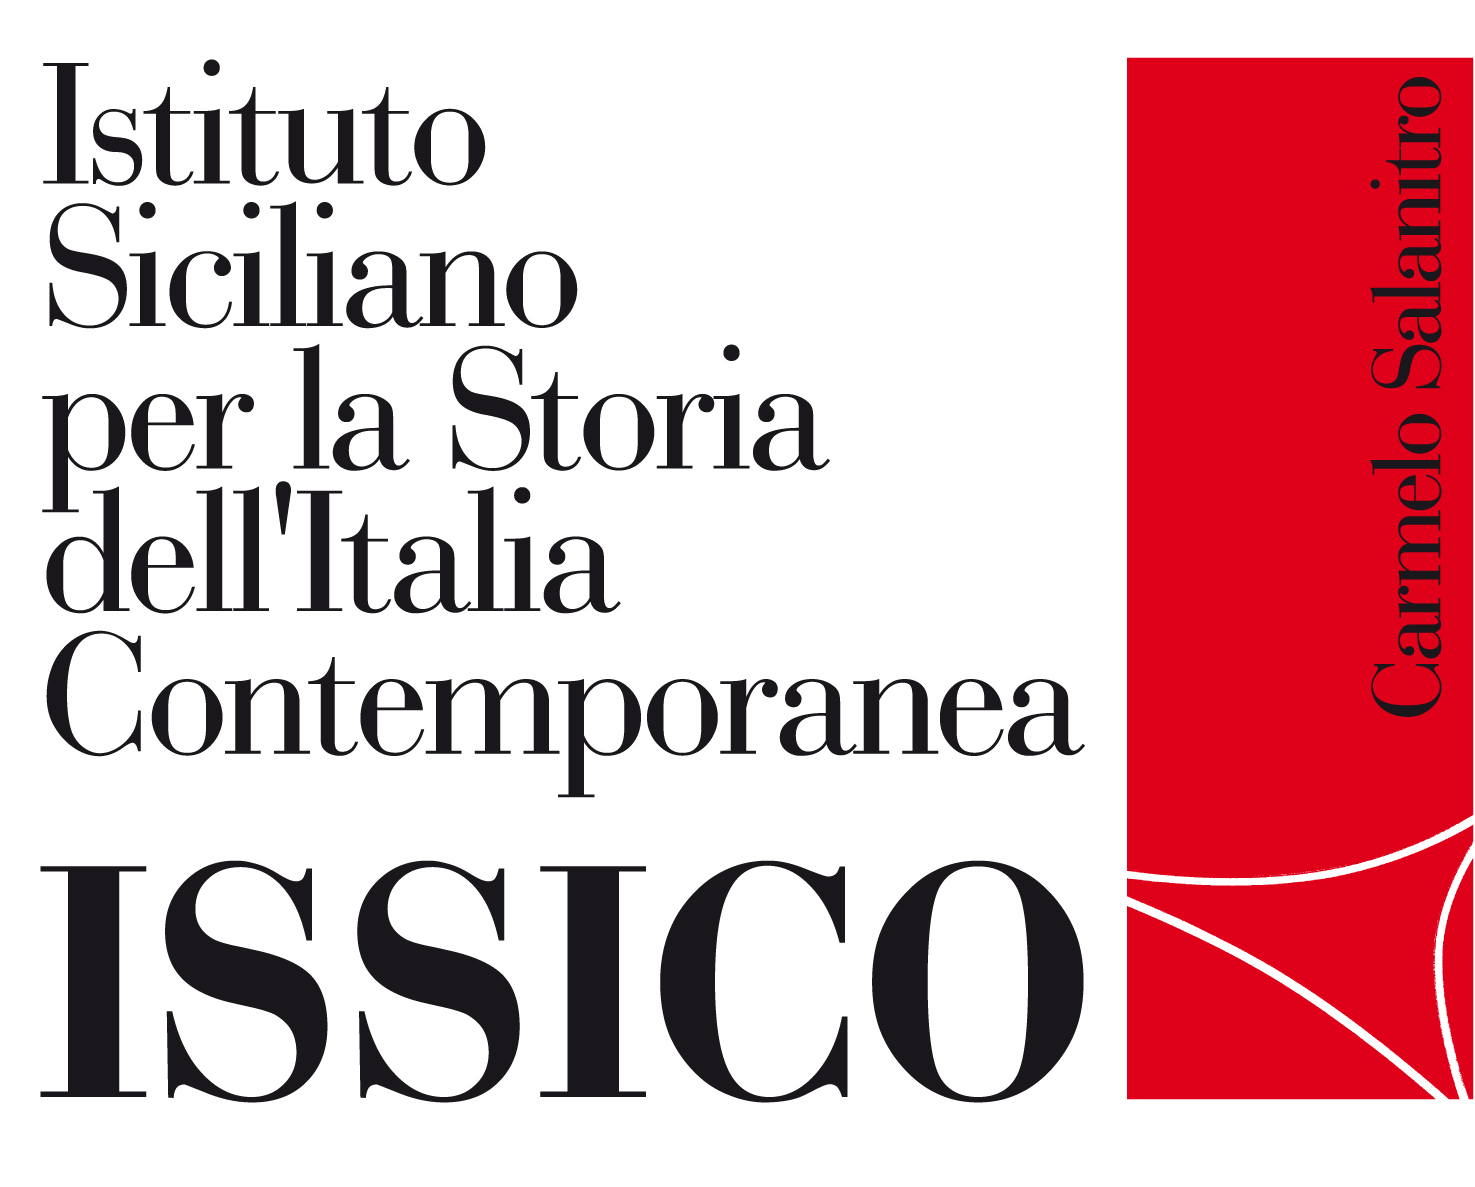 Istituto
Siciliano
per la Storia
dell'Italia
Contemporanea
ISSICO
Carmelo Salanitro